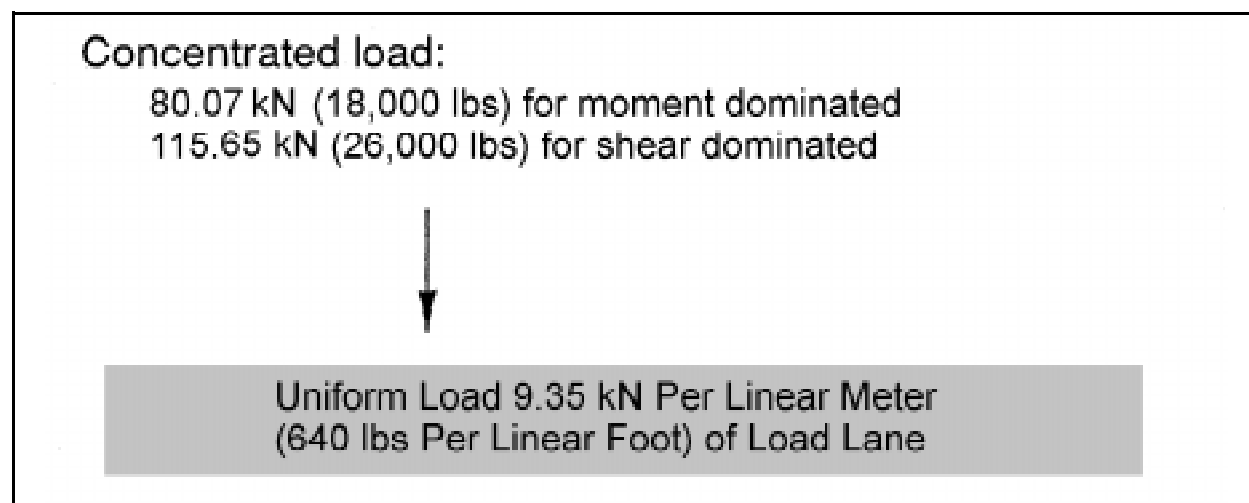 Concentrated load:
80.07 kN (18,000 lbs) for moment dominated
115.65 kN (26,000 lbs) for shear dominated
Uniform Load 9.35 kN Per Linear Meter
(640 lbs Per Linear Foot) of Load Lane